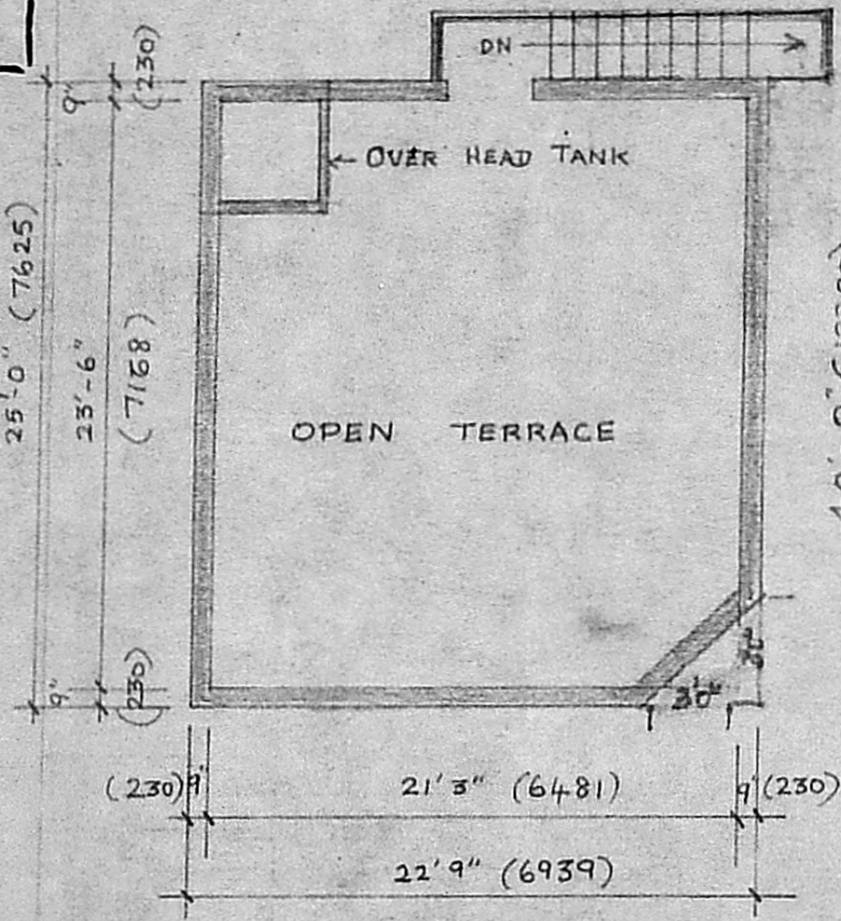 DN
OVER HEAD TANK
OPEN TERRACE
9"
(230)
25'-0" (7625)
23'-6"
(7168)
9"
(230)
3'0"
(230) 9" 21'3" (6481) 9" (230)
22'9" (6939)